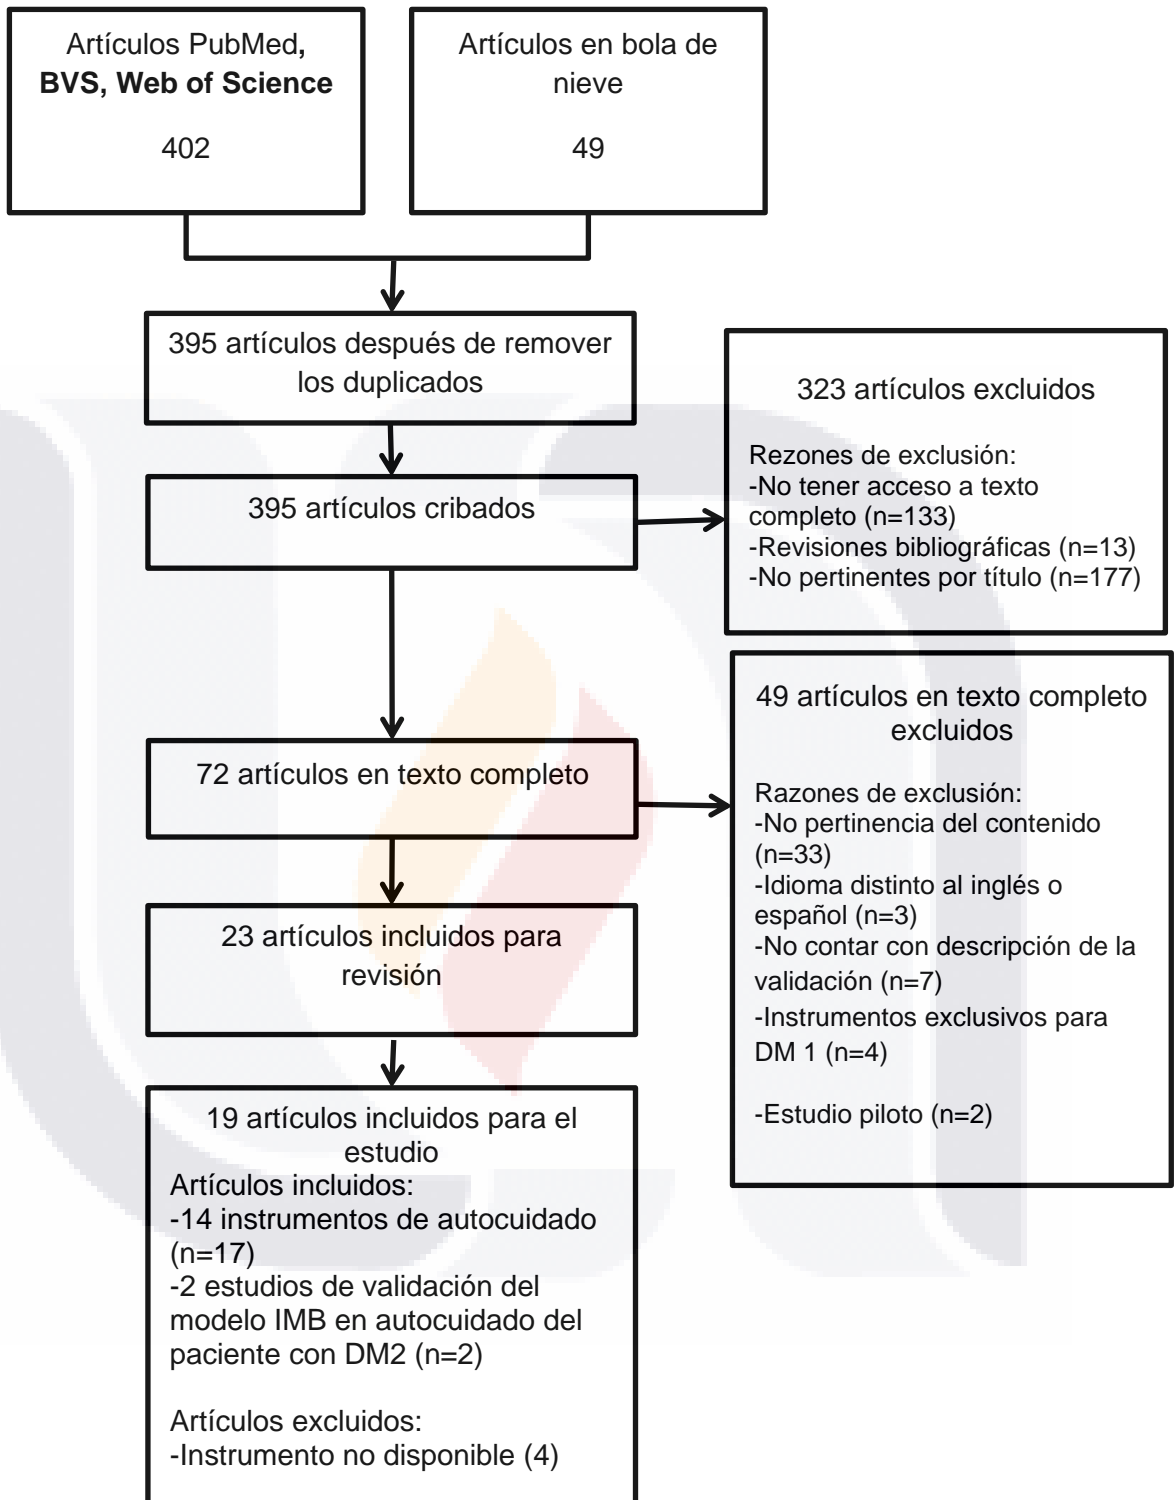 Artículos PubMed,
BVS, Web of Science
402
Artículos en bola de
nieve
49
395 artículos después de remover
los duplicados
395 artículos cribados
323 artículos excluidos
Rezones de exclusión:
-No tener acceso a texto
completo (n=133)
-Revisiones bibliográficas (n=13)
-No pertinentes por título (n=177)
72 artículos en texto completo
49 artículos en texto completo
excluidos
Razones de exclusión:
-No pertinencia del contenido
(n=33)
-Idioma distinto al inglés o
español (n=3)
-No contar con descripción de la
validación (n=7)
-Instrumentos exclusivos para
DM 1 (n=4)
-Estudio piloto (n=2)
23 artículos incluidos para
revisión
19 artículos incluidos para el
estudio
Artículos incluidos:
-14 instrumentos de autocuidado
(n=17)
-2 estudios de validación del
modelo IMB en autocuidado del
paciente con DM2 (n=2)
Artículos excluidos:
-Instrumento no disponible (4)